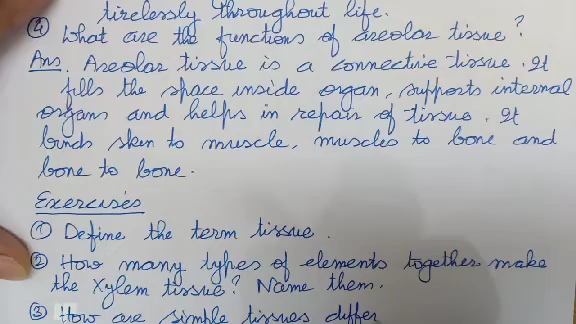 tirelessly throughout life.
④ What are the functions of areolar tissue?
Ans. Areolar tissue is a connective tissue. It
fills the space inside organ, supports internal
organs and helps in repair of tissue. It
binds sken to muscle, muscles to bone and
bone to bone.
Exercises
① Define the term tissue.
② How many types of elements together make
the Xylem tissue? Name them.
③ How are simple tissues differ